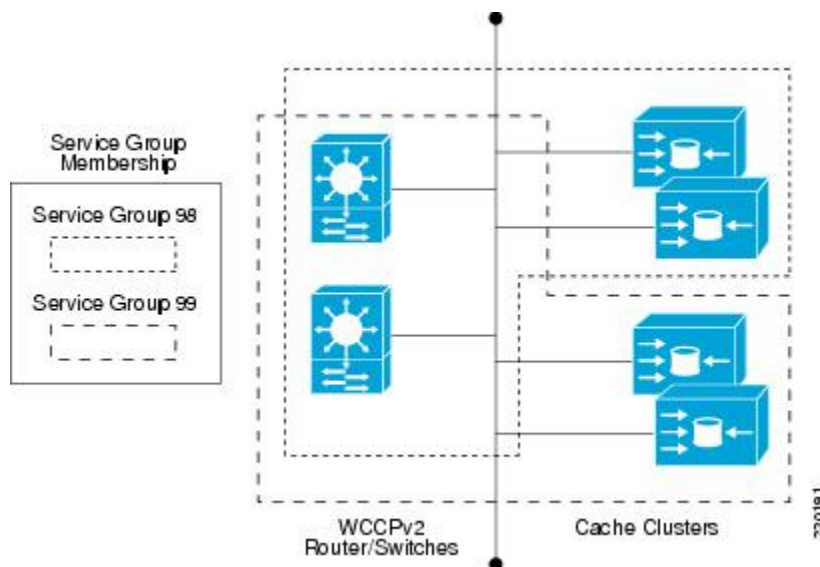 Service Group
Membership
Service Group 98
Service Group 99
WCCPv2
Router/Switches
Cache Clusters